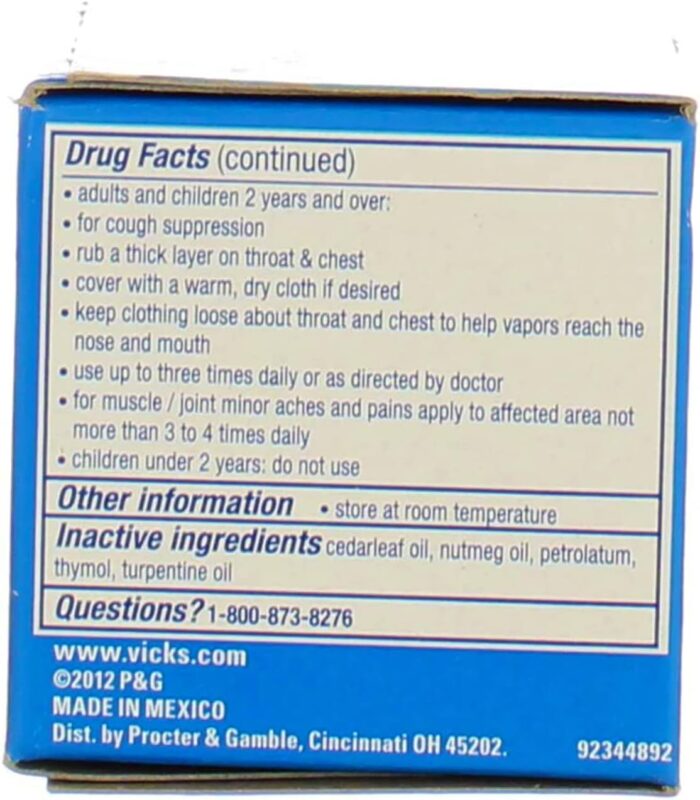 Drug Facts (continued)
• adults and children 2 years and over:
• for cough suppression
• rub a thick layer on throat & chest
• cover with a warm, dry cloth if desired
• keep clothing loose about throat and chest to help vapors reach the
nose and mouth
• use up to three times daily or as directed by doctor
• for muscle / joint minor aches and pains apply to affected area not
more than 3 to 4 times daily
• children under 2 years: do not use
Other information • store at room temperature
Inactive ingredients cedarleaf oil, nutmeg oil, petrolatum,
thymol, turpentine oil
Questions? 1-800-873-8276
www.vicks.com
©2012 P&G
MADE IN MEXICO
Dist. by Procter & Gamble, Cincinnati OH 45202. 92344892